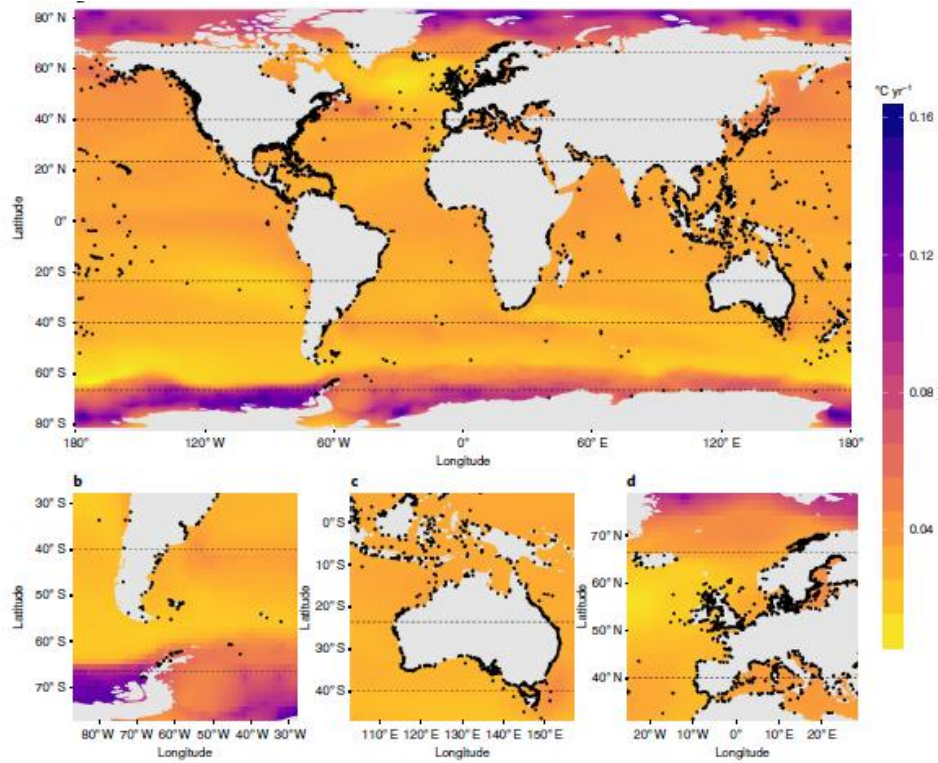 80° N
60° N
40° N
20° N
0°
20° S
40° S
60° S
80° S
Latitude
180° 120° W 60° W 0° 60° E 120° E 180°
Longitude
°C yr⁻¹
0.16
0.12
0.08
0.04
b
30° S
40° S
50° S
60° S
70° S
Latitude
80° W 70° W 60° W 50° W 40° W 30° W
Longitude
c
0° S
10° S
20° S
30° S
40° S
Latitude
110° E 120° E 130° E 140° E 150° E
Longitude
d
70° N
60° N
50° N
40° N
Latitude
20° W 10° W 0° 10° E 20° E
Longitude